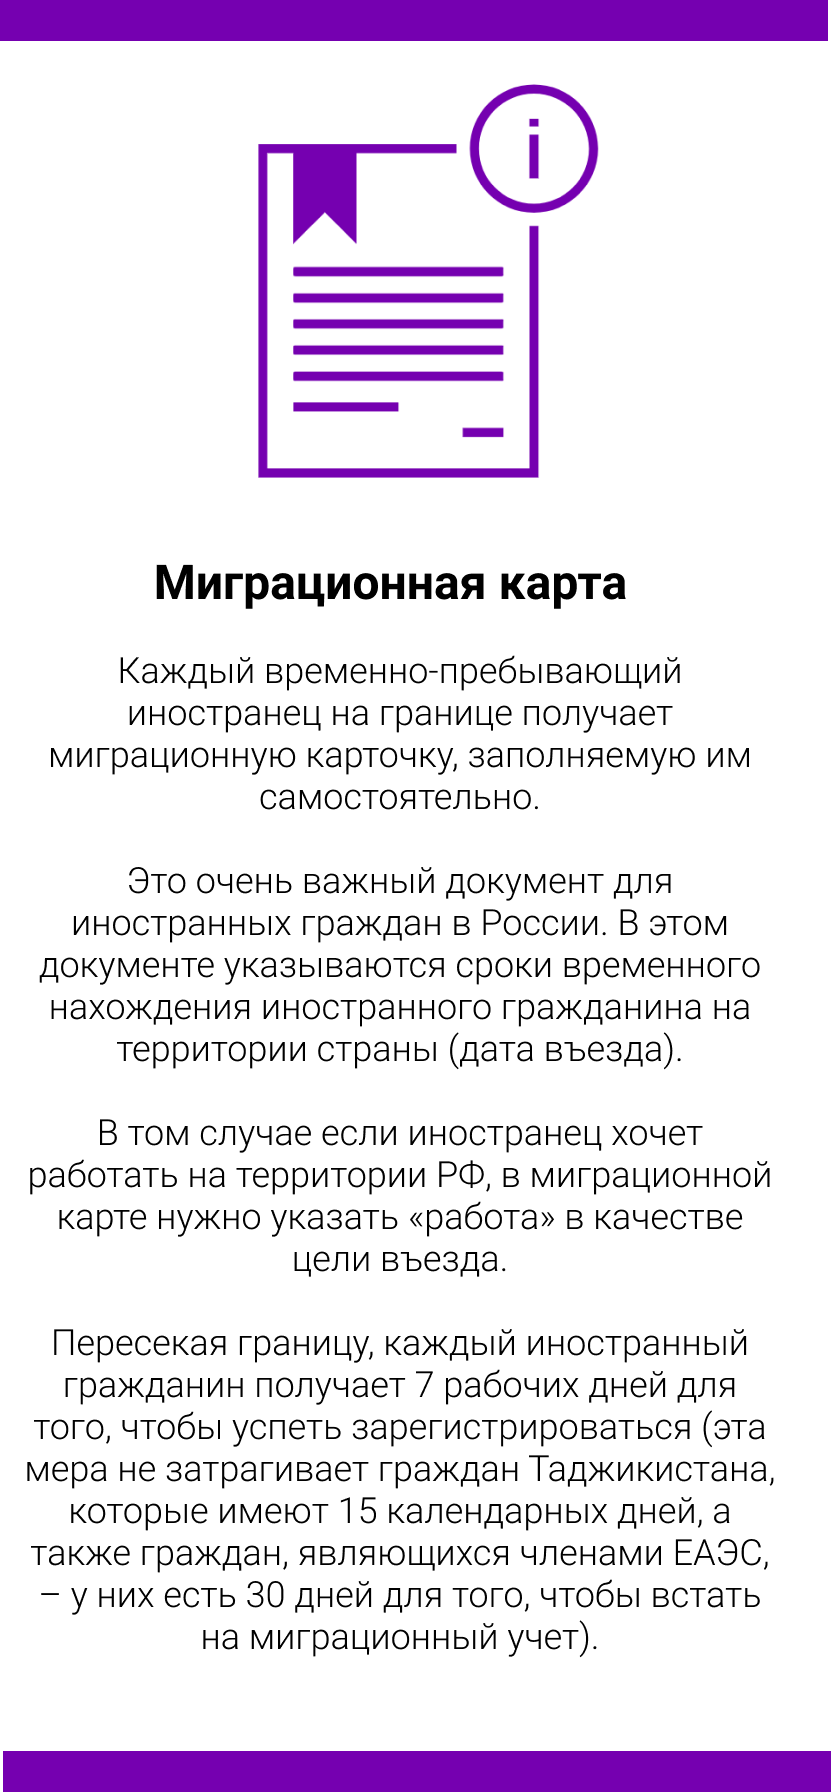 i
Миграционная карта
Каждый временно-пребывающий
иностранец на границе получает
миграционную карточку, заполняемую им
самостоятельно.
Это очень важный документ для
иностранных граждан в России. В этом
документе указываются сроки временного
нахождения иностранного гражданина на
территории страны (дата въезда).
В том случае если иностранец хочет
работать на территории РФ, в миграционной
карте нужно указать «работа» в качестве
цели въезда.
Пересекая границу, каждый иностранный
гражданин получает 7 рабочих дней для
того, чтобы успеть зарегистрироваться (эта
мера не затрагивает граждан Таджикистана,
которые имеют 15 календарных дней, а
также граждан, являющихся членами ЕАЭС,
– у них есть 30 дней для того, чтобы встать
на миграционный учет).